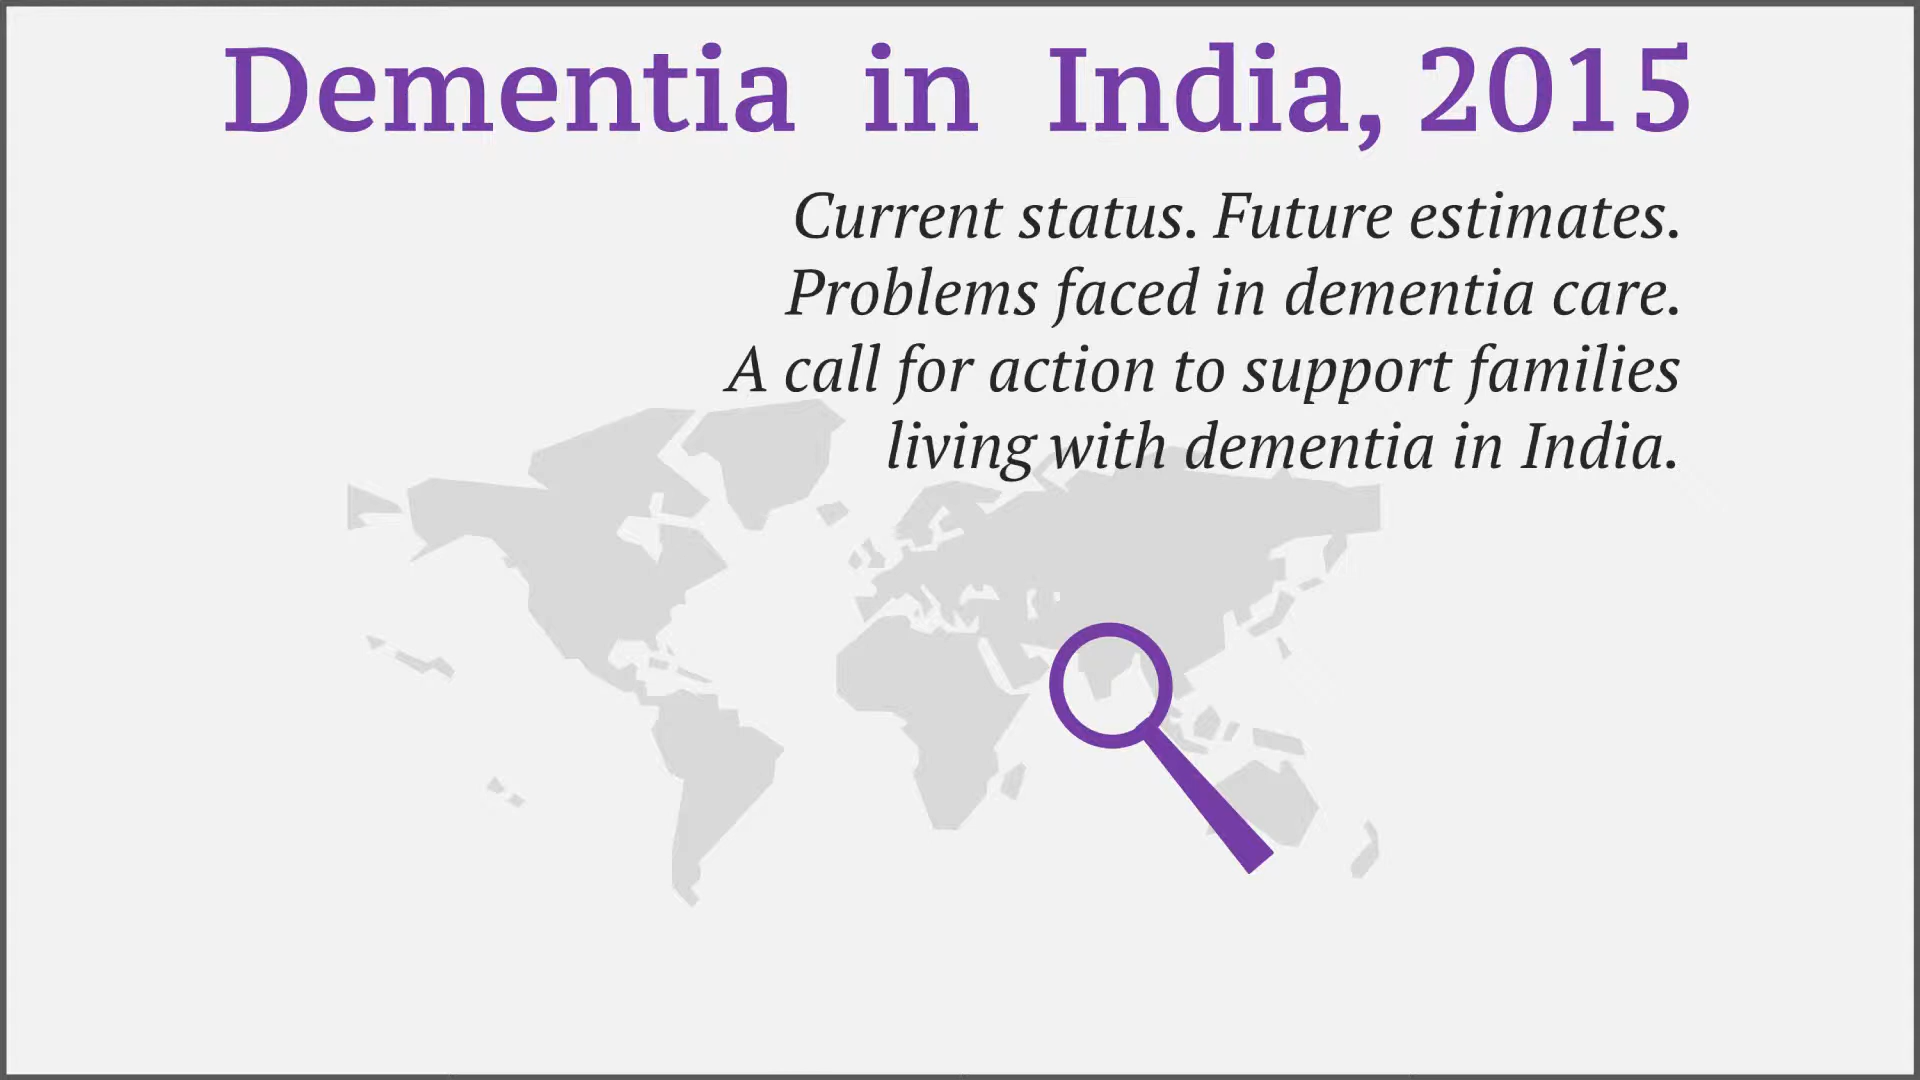 Dementia in India, 2015
Current status. Future estimates.
Problems faced in dementia care.
A call for action to support families
living with dementia in India.